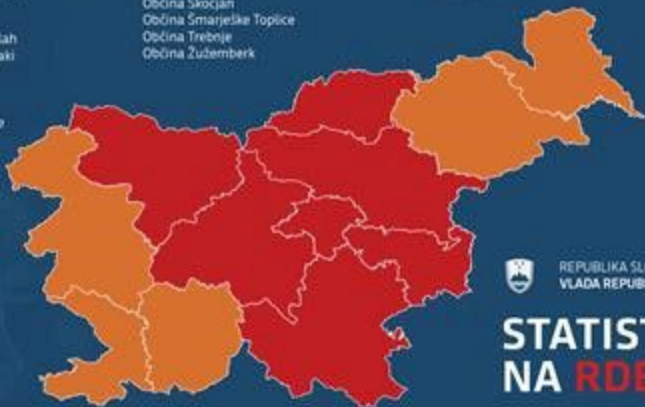 Občina Škocjan
Občina Šmarješke Toplice
Občina Trebnje
Občina Žužemberk
REPUBLIKA SL
VLADA REPUB
STATIST
NA RDE